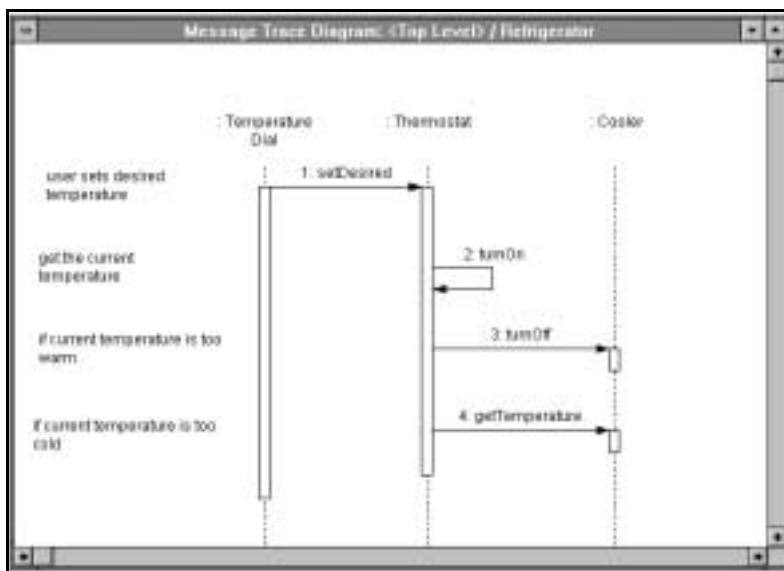 Message Trace Diagram: <Top Level> / Refrigerator
: Temperature
Dial
: Thermostat
: Cooler
user sets desired
temperature
1: setDesired
get the current
temperature
2: turnOn
if current temperature is too
warm
3: turnOff
if current temperature is too
cold
4: getTemperature